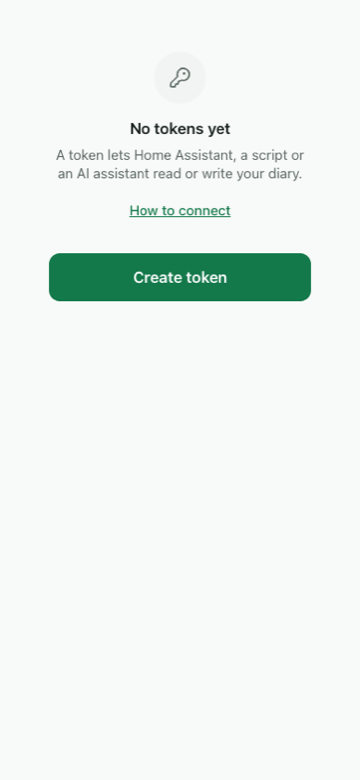 No tokens yet
A token lets Home Assistant, a script or
an AI assistant read or write your diary.
How to connect
Create token